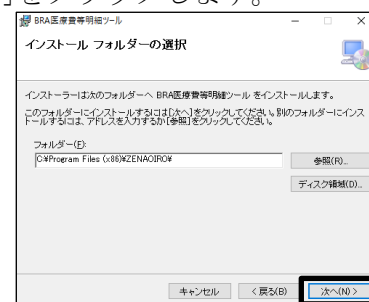 」をクリックします。
BRA医療費等明細ツール
インストール フォルダーの選択
インストーラーは次のフォルダーへ BRA医療費等明細ツール をインストールします。
このフォルダーにインストールするには[次へ]をクリックしてください。別のフォルダーにインス
トールするには、アドレスを入力するか[参照]をクリックしてください。
フォルダー(F):
C:¥Program Files (x86)¥ZENAOIRO¥
参照(R)...
ディスク領域(D)...
キャンセル
< 戻る(B)
次へ(N) >